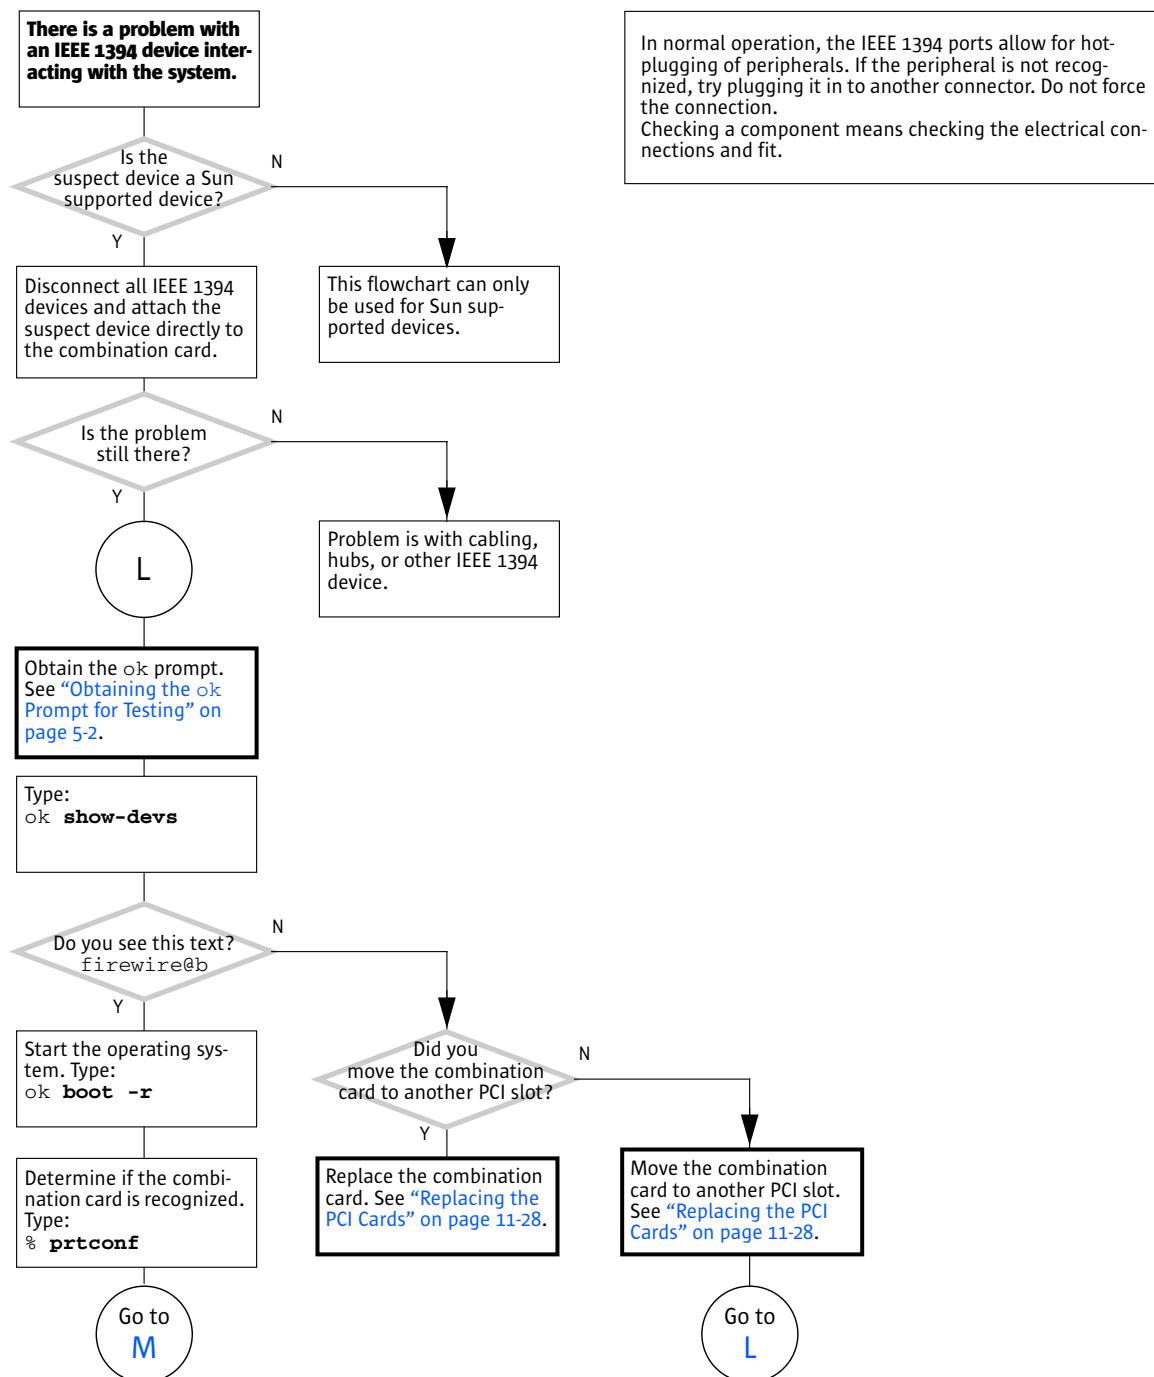 There is a problem with
an IEEE 1394 device inter-
acting with the system.
In normal operation, the IEEE 1394 ports allow for hot-
plugging of peripherals. If the peripheral is not recog-
nized, try plugging it in to another connector. Do not force
the connection.
Checking a component means checking the electrical con-
nections and fit.
Is the
suspect device a Sun
supported device?
N
Y
Disconnect all IEEE 1394
devices and attach the
suspect device directly to
the combination card.
This flowchart can only
be used for Sun sup-
ported devices.
Is the problem
still there?
N
Y
L
Problem is with cabling,
hubs, or other IEEE 1394
device.
Obtain the ok prompt.
See “Obtaining the ok
Prompt for Testing” on
page 5-2.
Type:
ok show-devs
Do you see this text?
firewire@b
N
Y
Start the operating sys-
tem. Type:
ok boot -r
Did you
move the combination
card to another PCI slot?
N
Y
Determine if the combi-
nation card is recognized.
Type:
% prtconf
Replace the combination
card. See “Replacing the
PCI Cards” on page 11-28.
Move the combination
card to another PCI slot.
See “Replacing the PCI
Cards” on page 11-28.
Go to
M
Go to
L